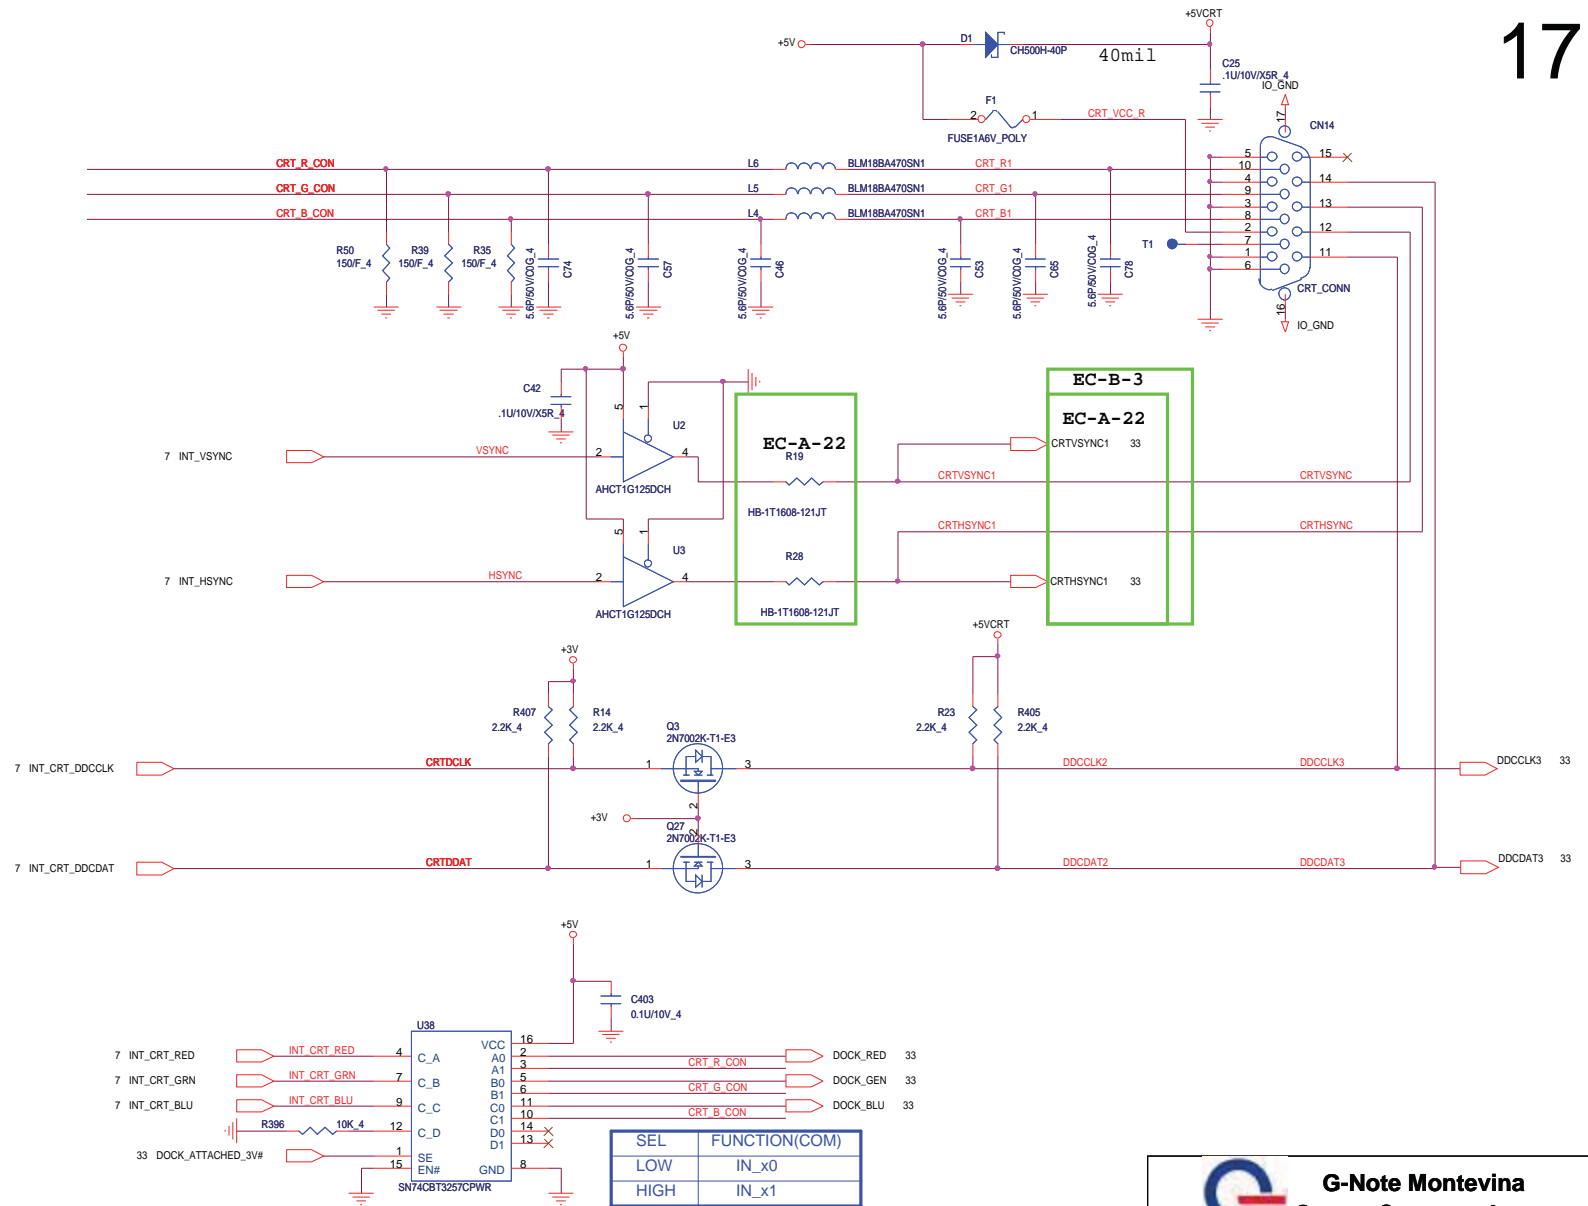 +5VCRT
17
+5V
D1
CH500H-40P
40mil
C25
.1U/10V/X5R_4
IO_GND
F1
2
1
CRT_VCC_R
FUSE1A6V_POLY
17
CN14
CRT_R_CON
L6
BLM18BA470SN1
CRT_R1
CRT_G_CON
L5
BLM18BA470SN1
CRT_G1
CRT_B_CON
L4
BLM18BA470SN1
CRT_B1
5
10
4
9
3
8
2
7
1
6
15
14
13
12
11
T1
CRT_CONN
16
IO_GND
R50
150/F_4
R39
150/F_4
R35
150/F_4
5.6P/50V/C0G_4
C74
5.6P/50V/C0G_4
C57
5.6P/50V/C0G_4
C46
5.6P/50V/C0G_4
C53
5.6P/50V/C0G_4
C65
5.6P/50V/C0G_4
C78
+5V
C42
.1U/10V/X5R_4
5
1
U2
7 INT_VSYNC
VSYNC
2
4
AHCT1G125DCH
EC-A-22
R19
HB-1T1608-121JT
EC-B-3
EC-A-22
CRTVSYNC1 33
CRTVSYNC1
CRTVSYNC
CRTHSYNC1
CRTHSYNC
5
1
U3
7 INT_HSYNC
HSYNC
2
4
AHCT1G125DCH
R28
HB-1T1608-121JT
CRTHSYNC1 33
+3V
+5VCRT
R407
2.2K_4
R14
2.2K_4
Q3
2N7002K-T1-E3
R23
2.2K_4
R405
2.2K_4
7 INT_CRT_DDCCLK
CRTDCLK
1
3
2
DDCCLK2
DDCCLK3
DDCCLK3 33
+3V
Q27
2N7002K-T1-E3
2
7 INT_CRT_DDCDAT
CRTDDAT
1
3
DDCDAT2
DDCDAT3
DDCDAT3 33
+5V
C403
0.1U/10V_4
U38
7 INT_CRT_RED
INT_CRT_RED
4
C_A
7 INT_CRT_GRN
INT_CRT_GRN
7
C_B
7 INT_CRT_BLU
INT_CRT_BLU
9
C_C
R396
10K_4
12
C_D
33 DOCK_ATTACHED_3V#
1
SE
15
EN#
VCC
16
A0
2
A1
3
B0
5
B1
6
C0
11
C1
10
D0
14
D1
13
GND
8
SN74CBT3257CPWR
CRT_R_CON
CRT_G_CON
CRT_B_CON
DOCK_RED 33
DOCK_GEN 33
DOCK_BLU 33
SEL FUNCTION(COM)
LOW IN_x0
HIGH IN_x1
G-Note Montevina